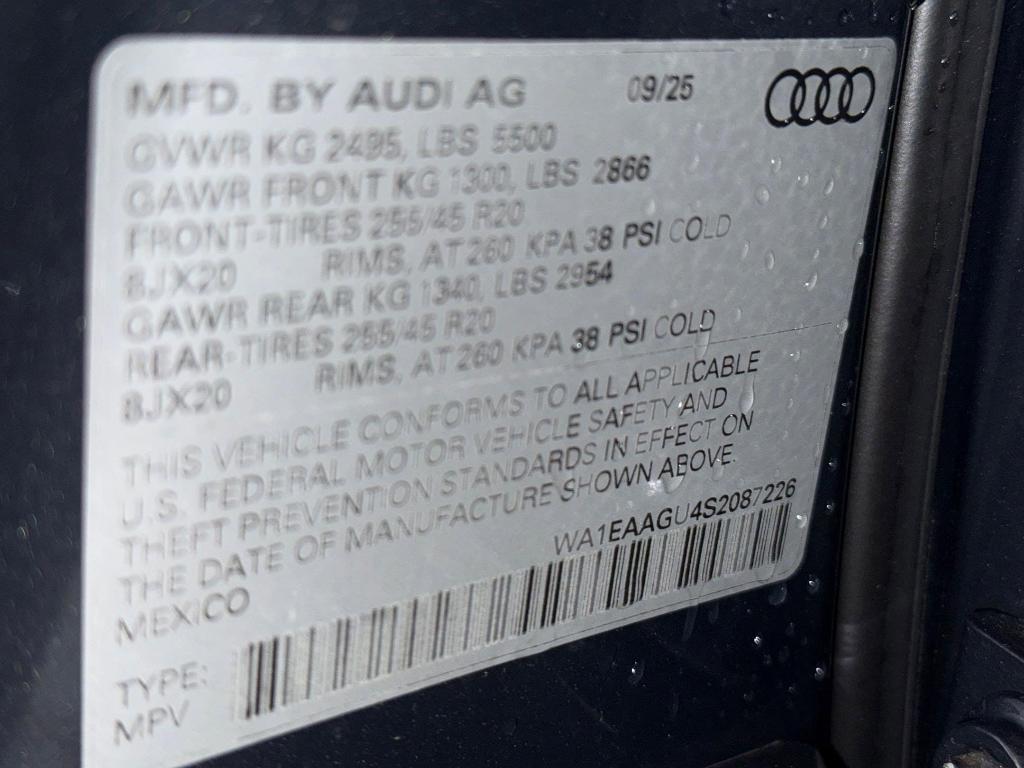 MFD. BY AUDI AG 09/25
GVWR KG 2495, LBS 5500
GAWR FRONT KG 1300, LBS 2866
FRONT-TIRES 255/45 R20
8JX20 RIMS, AT 260 KPA 38 PSI COLD
GAWR REAR KG 1340, LBS 2954
REAR-TIRES 255/45 R20
8JX20 RIMS, AT 260 KPA 38 PSI COLD
THIS VEHICLE CONFORMS TO ALL APPLICABLE
U.S. FEDERAL MOTOR VEHICLE SAFETY AND
THEFT PREVENTION STANDARDS IN EFFECT ON
THE DATE OF MANUFACTURE SHOWN ABOVE.
MEXICO WA1EAAGU4S2087226
TYPE:
MPV